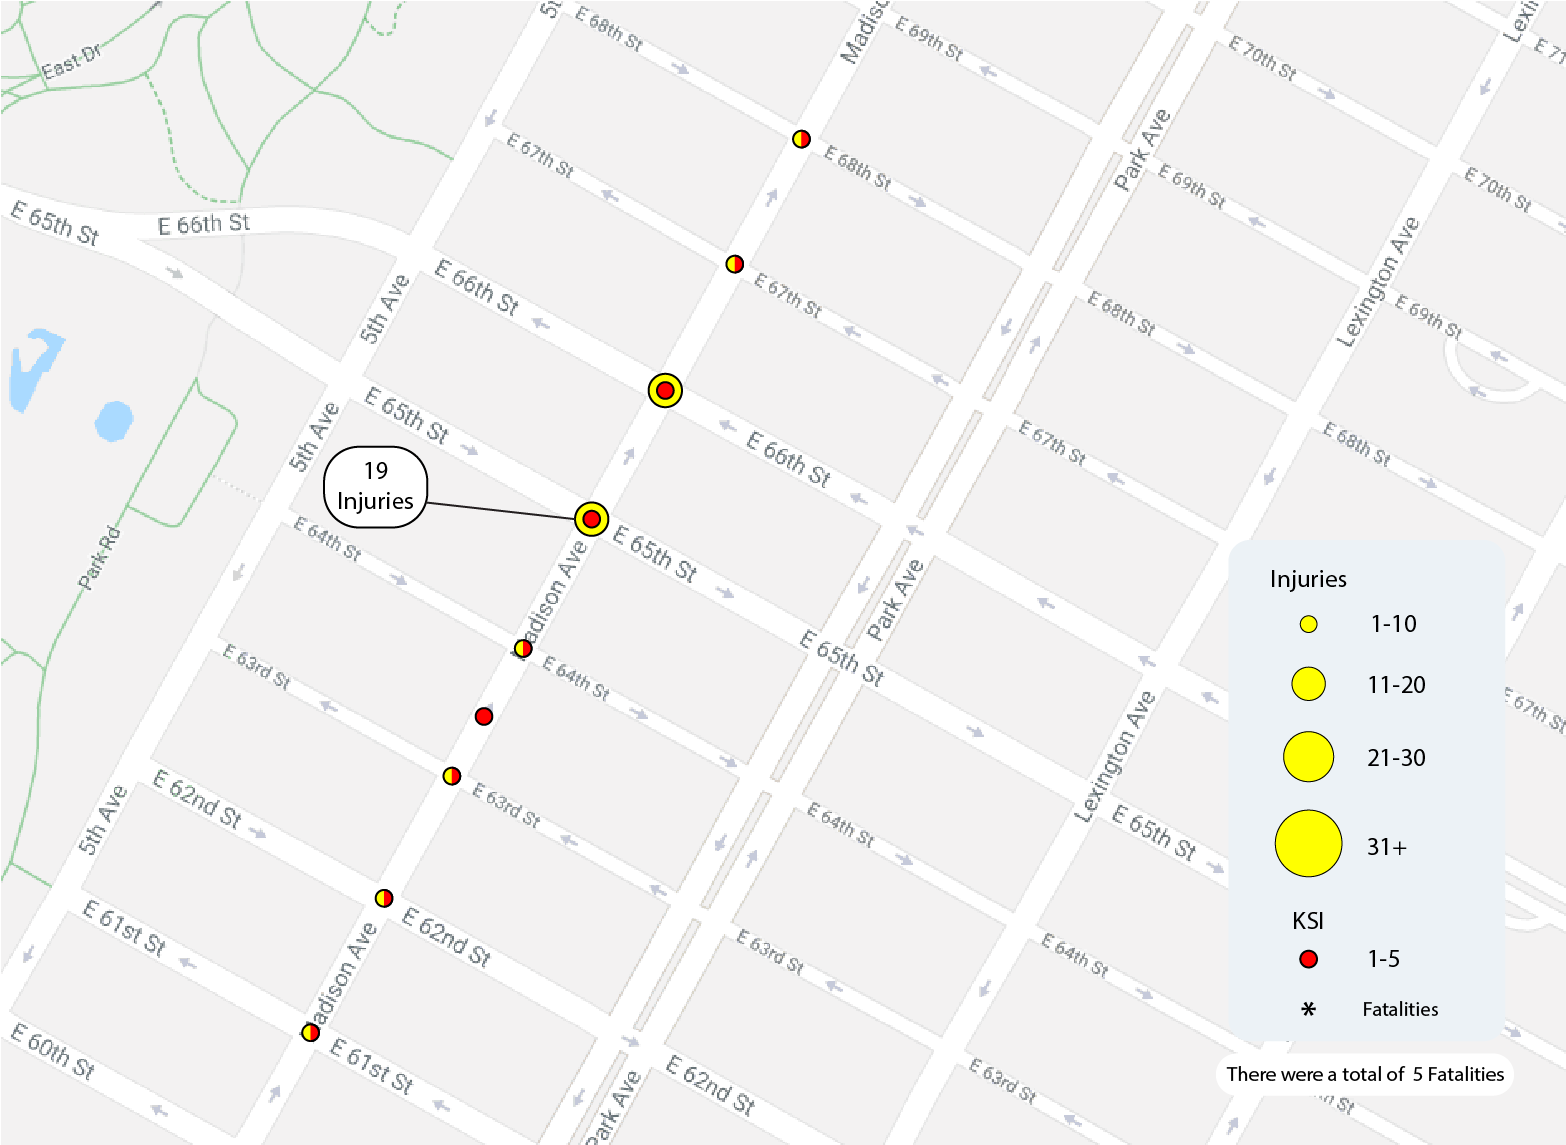 5t
E 68th St
Madiso
E 69th St
E 70th St
Lexin
E 71
East Dr
E 67th St
E 68th St
Park Ave
E 69th St
E 70th St
E 65th St
E 66th St
5th Ave
E 66th St
E 67th St
E 68th St
Lexington Ave
E 69th St
5th Ave
E 65th St
E 66th St
E 67th St
E 68th St
19
Injuries
E 64th St
Madison Ave
E 65th St
Park Ave
Park Rd
E 63rd St
E 64th St
E 65th St
Lexington Ave
E 67th St
5th Ave
E 62nd St
E 63rd St
E 64th St
E 65th St
E 61st St
Madison Ave
E 62nd St
E 63rd St
E 64th St
E 60th St
E 61st St
Park Ave
E 62nd St
E 63rd St
h St
Injuries
1-10
11-20
21-30
31+
KSI
1-5
* Fatalities
There were a total of 5 Fatalities